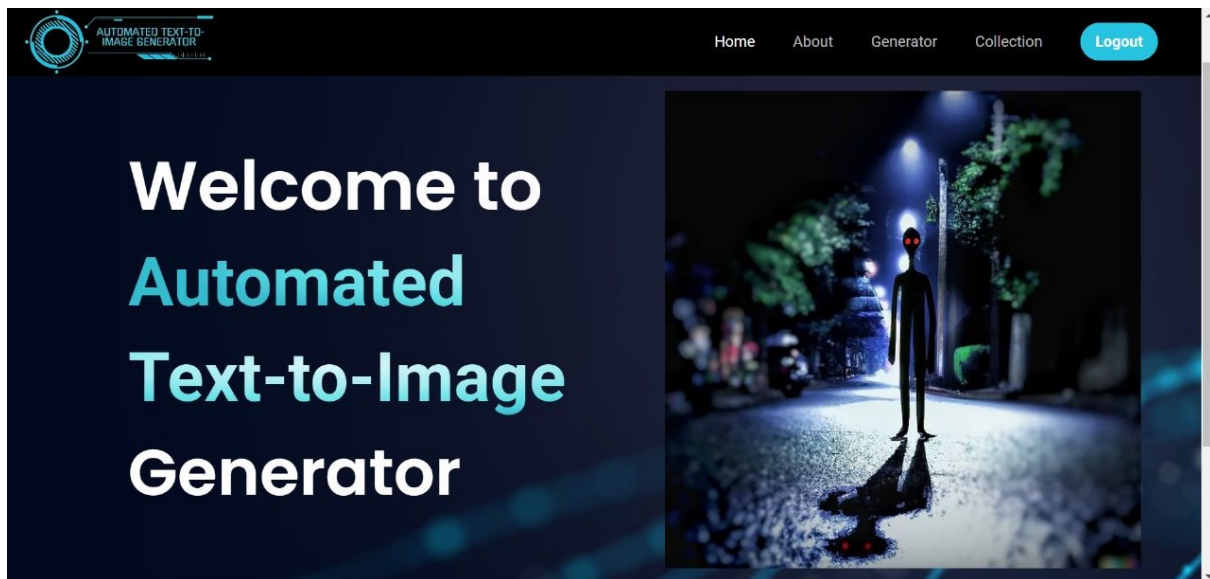 AUTOMATED TEXT-TO-
IMAGE GENERATOR
Home About Generator Collection Logout
Welcome to
Automated
Text-to-Image
Generator